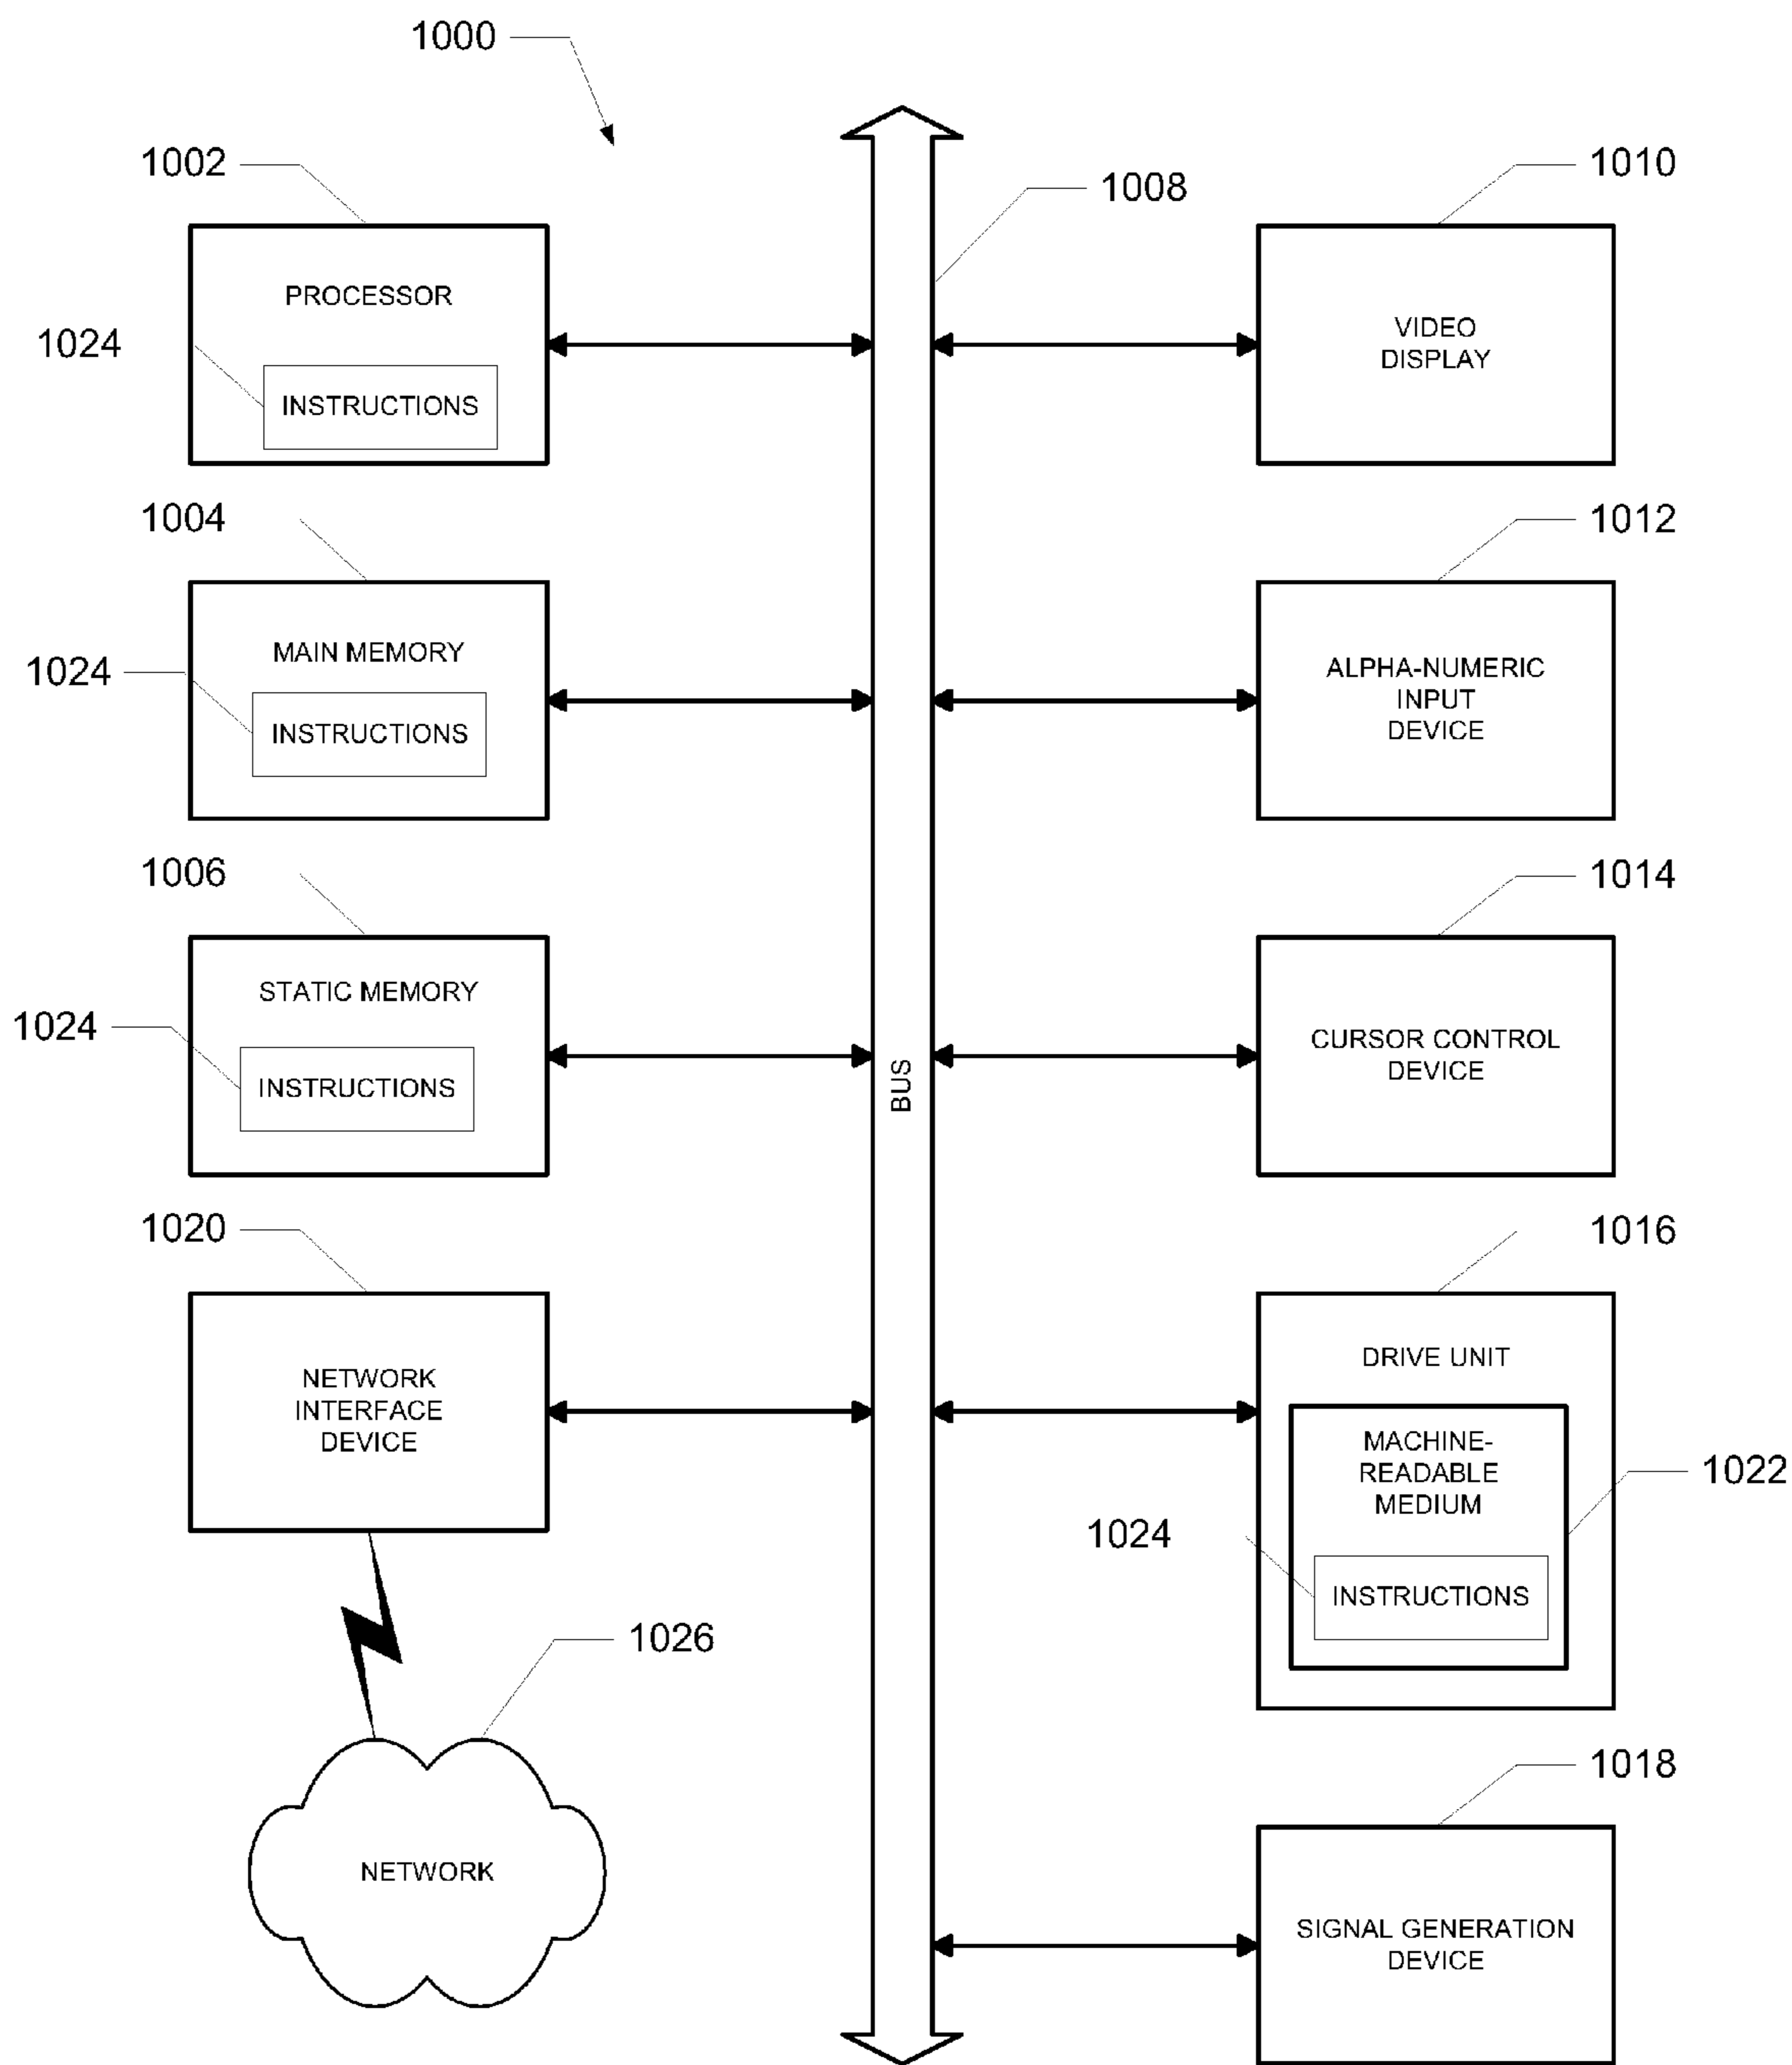 1000
1002
1008
1010
PROCESSOR
1024
INSTRUCTIONS
VIDEO
DISPLAY
1004
1012
MAIN MEMORY
1024
INSTRUCTIONS
ALPHA-NUMERIC
INPUT
DEVICE
1006
1014
STATIC MEMORY
1024
INSTRUCTIONS
BUS
CURSOR CONTROL
DEVICE
1020
1016
NETWORK
INTERFACE
DEVICE
DRIVE UNIT
MACHINE-
READABLE
MEDIUM
1022
1024
INSTRUCTIONS
1026
NETWORK
1018
SIGNAL GENERATION
DEVICE